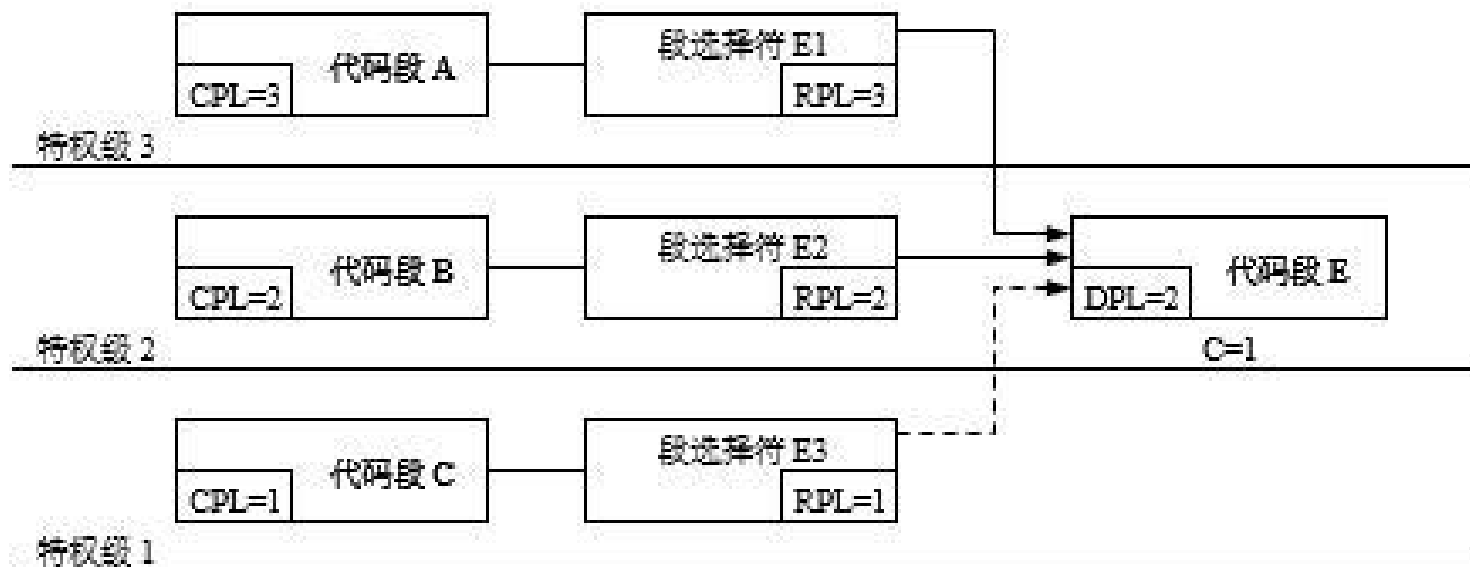 代码段 A
CPL=3
段选择符 E1
RPL=3
特权级 3
代码段 B
CPL=2
段选择符 E2
RPL=2
代码段 E
DPL=2
C=1
特权级 2
代码段 C
CPL=1
段选择符 E3
RPL=1
特权级 1